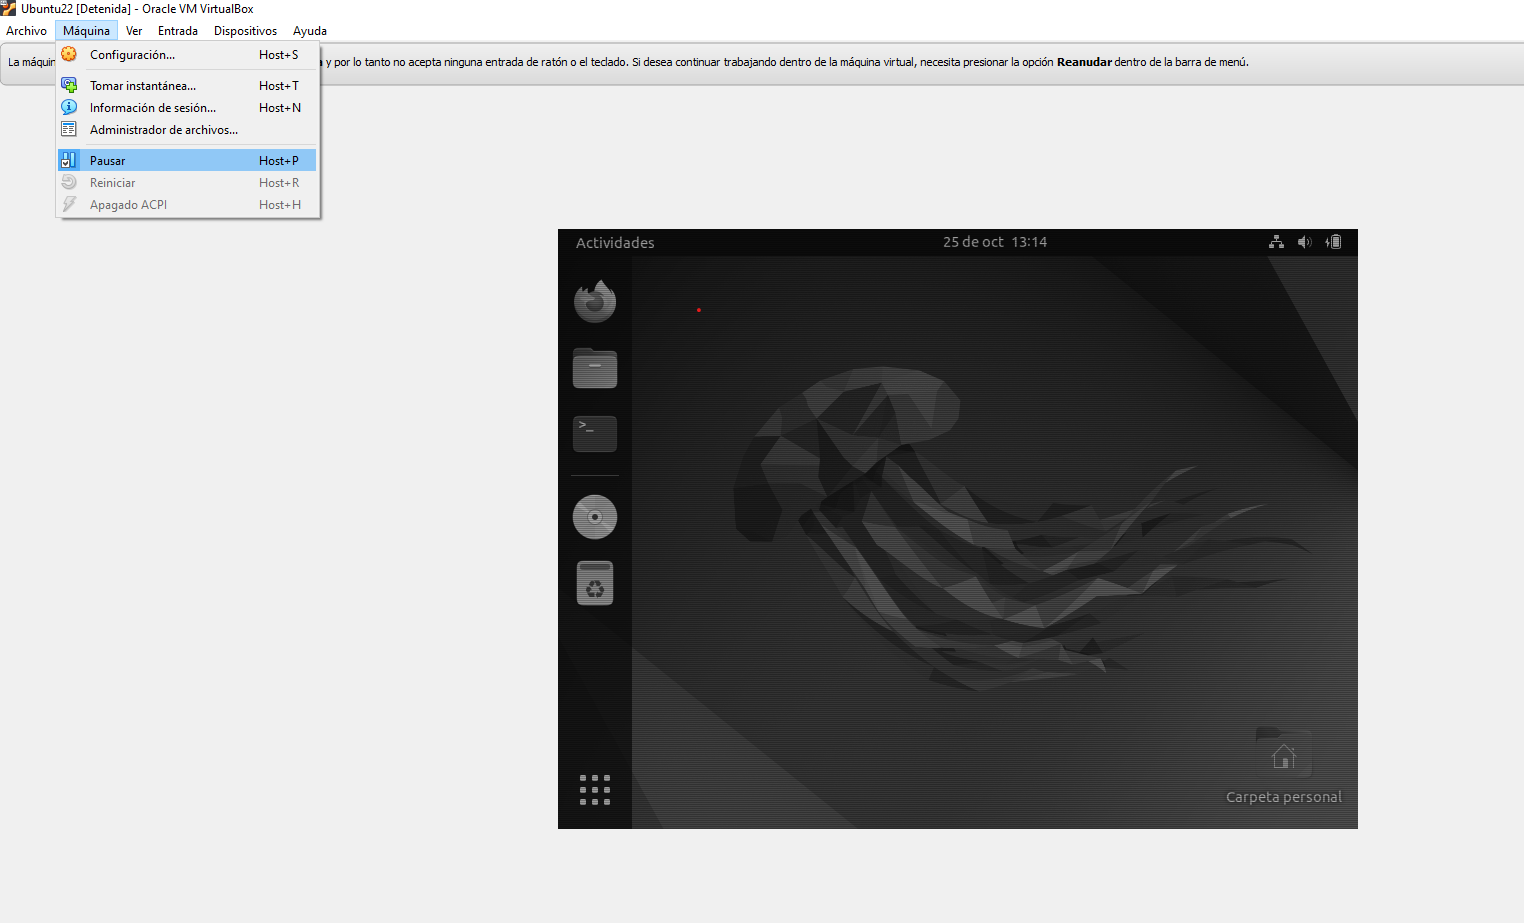 Ubuntu22 [Detenida] - Oracle VM VirtualBox
Archivo Máquina Ver Entrada Dispositivos Ayuda
La máquin
a y por lo tanto no acepta ninguna entrada de ratón o el teclado. Si desea continuar trabajando dentro de la máquina virtual, necesita presionar la opción Reanudar dentro de la barra de menú.
Configuración... Host+S
Tomar instantánea... Host+T
Información de sesión... Host+N
Administrador de archivos...
Pausar Host+P
Reiniciar Host+R
Apagado ACPI Host+H
Actividades 25 de oct 13:14
>_
Carpeta personal